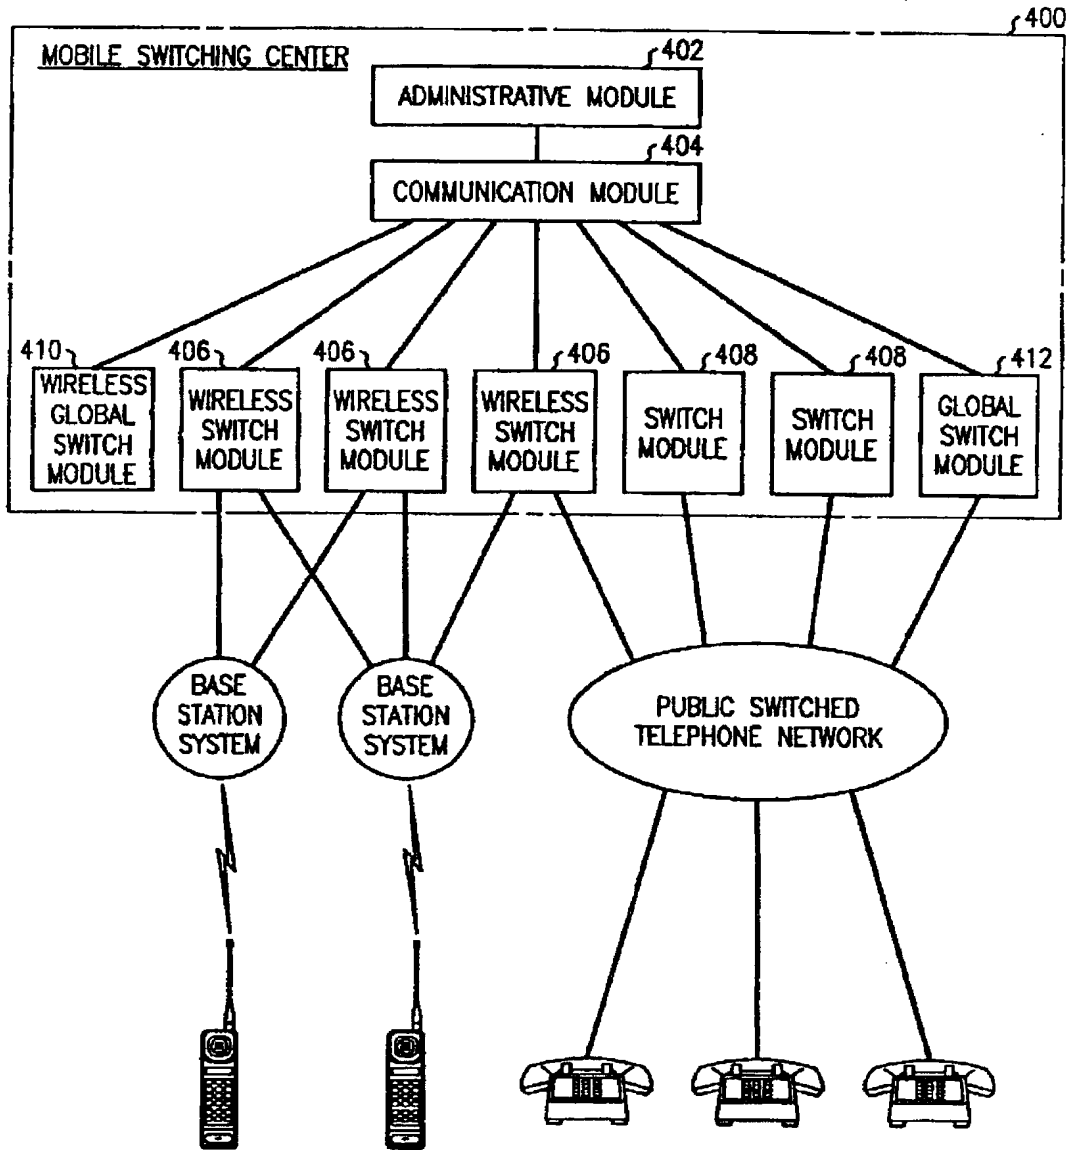 400
MOBILE SWITCHING CENTER
402
ADMINISTRATIVE MODULE
404
COMMUNICATION MODULE
410
WIRELESS
GLOBAL
SWITCH
MODULE
406
WIRELESS
SWITCH
MODULE
406
WIRELESS
SWITCH
MODULE
406
WIRELESS
SWITCH
MODULE
408
SWITCH
MODULE
408
SWITCH
MODULE
412
GLOBAL
SWITCH
MODULE
BASE
STATION
SYSTEM
BASE
STATION
SYSTEM
PUBLIC SWITCHED
TELEPHONE NETWORK